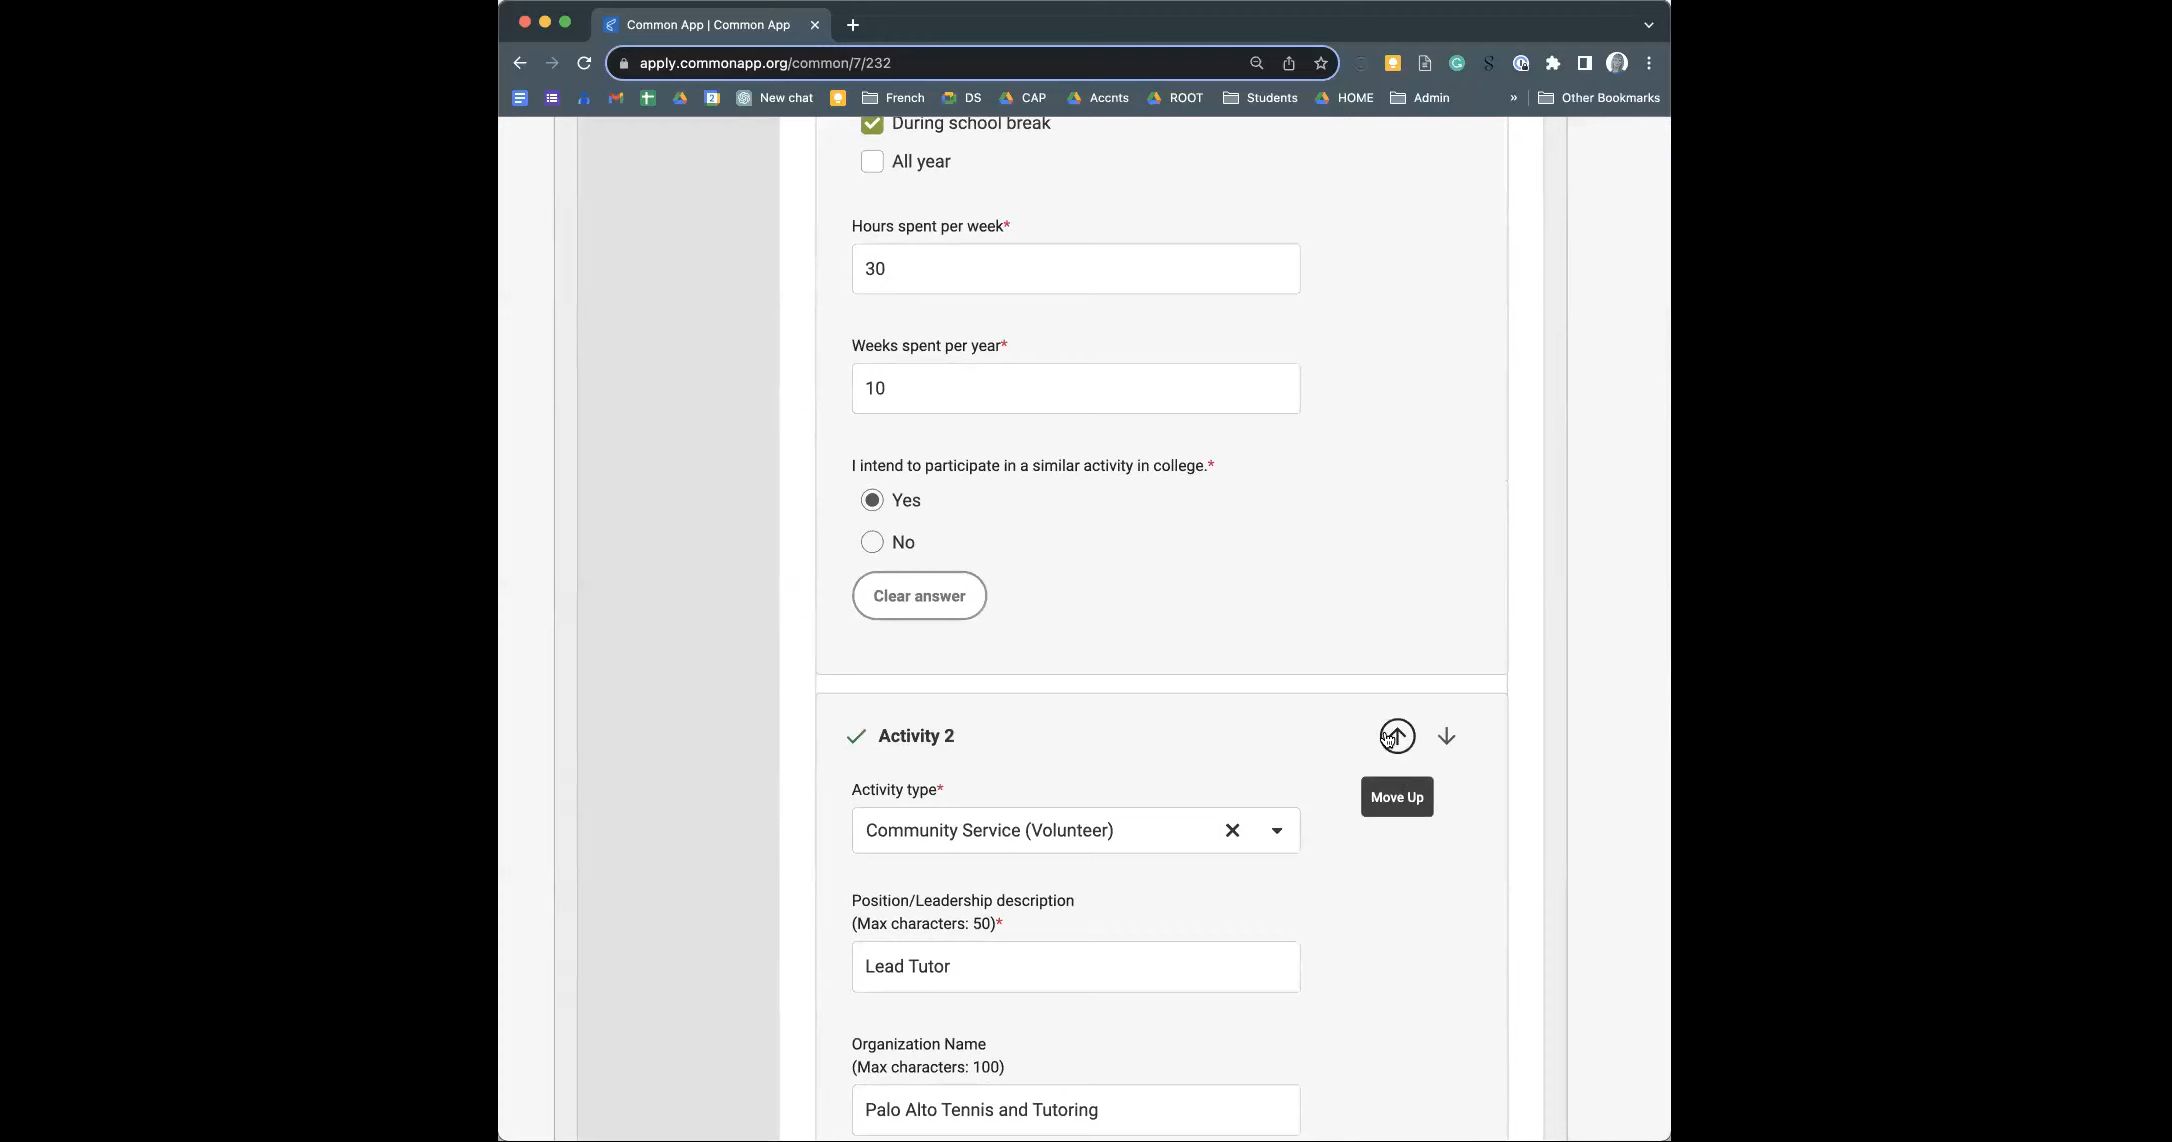 Common App | Common App
apply.commonapp.org/common/7/232
New chat French DS CAP Accnts ROOT Students HOME Admin » Other Bookmarks
During school break
All year
Hours spent per week*
30
Weeks spent per year*
10
I intend to participate in a similar activity in college.*
Yes
No
Clear answer
Activity 2
Move Up
Activity type*
Community Service (Volunteer)
Position/Leadership description
(Max characters: 50)*
Lead Tutor
Organization Name
(Max characters: 100)
Palo Alto Tennis and Tutoring